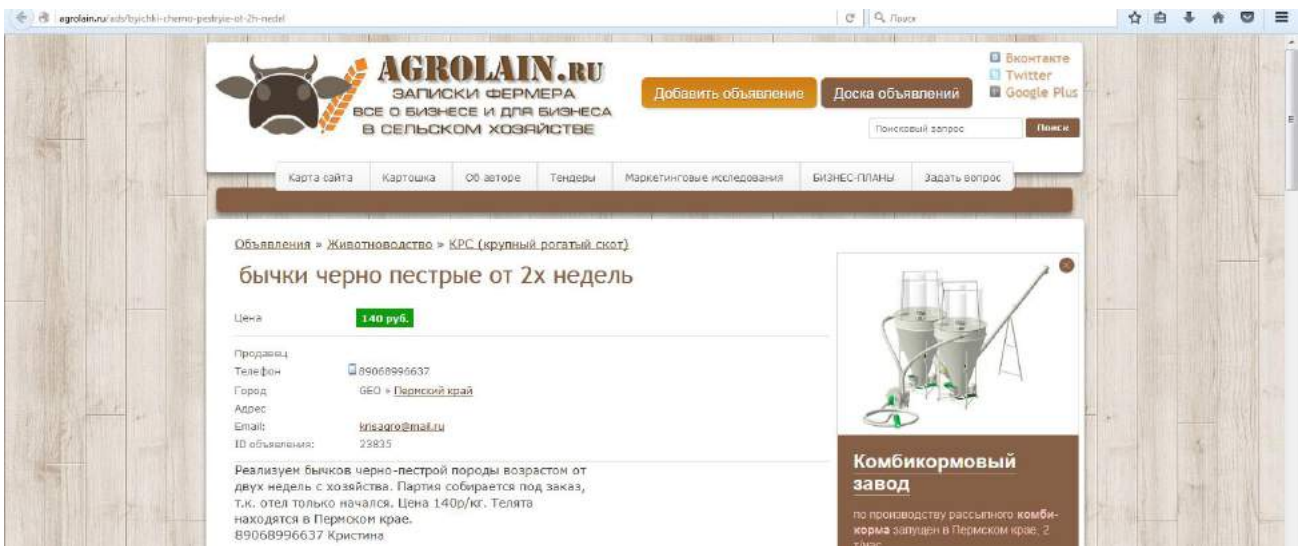 agrolain.ru/ads/byichki-cherno-pestryie-ot-2h-nedel
Поиск
AGROLAIN.RU
ЗАПИСКИ ФЕРМЕРА
ВСЕ О БИЗНЕСЕ И ДЛЯ БИЗНЕСА
В СЕЛЬСКОМ ХОЗЯЙСТВЕ
Добавить объявление
Доска объявлений
Вконтакте
Twitter
Google Plus
Поисковый запрос
Поиск
Карта сайта Картошка Об авторе Тендеры Маркетинговые исследования БИЗНЕС-ПЛАНЫ Задать вопрос
Объявления » Животноводство » КРС (крупный рогатый скот)
бычки черно пестрые от 2х недель
Цена 140 руб.
Продавец
Телефон 89068996637
Город GEO » Пермский край
Адрес
Email: krisagro@mail.ru
ID объявления: 23835
Реализуем бычков черно-пестрой породы возрастом от
двух недель с хозяйства. Партия собирается под заказ,
т.к. отел только начался. Цена 140р/кг. Телята
находятся в Пермском крае.
89068996637 Кристина
Комбикормовый
завод
по производству рассыпного комби-
корма запущен в Пермском крае, 2
т/час